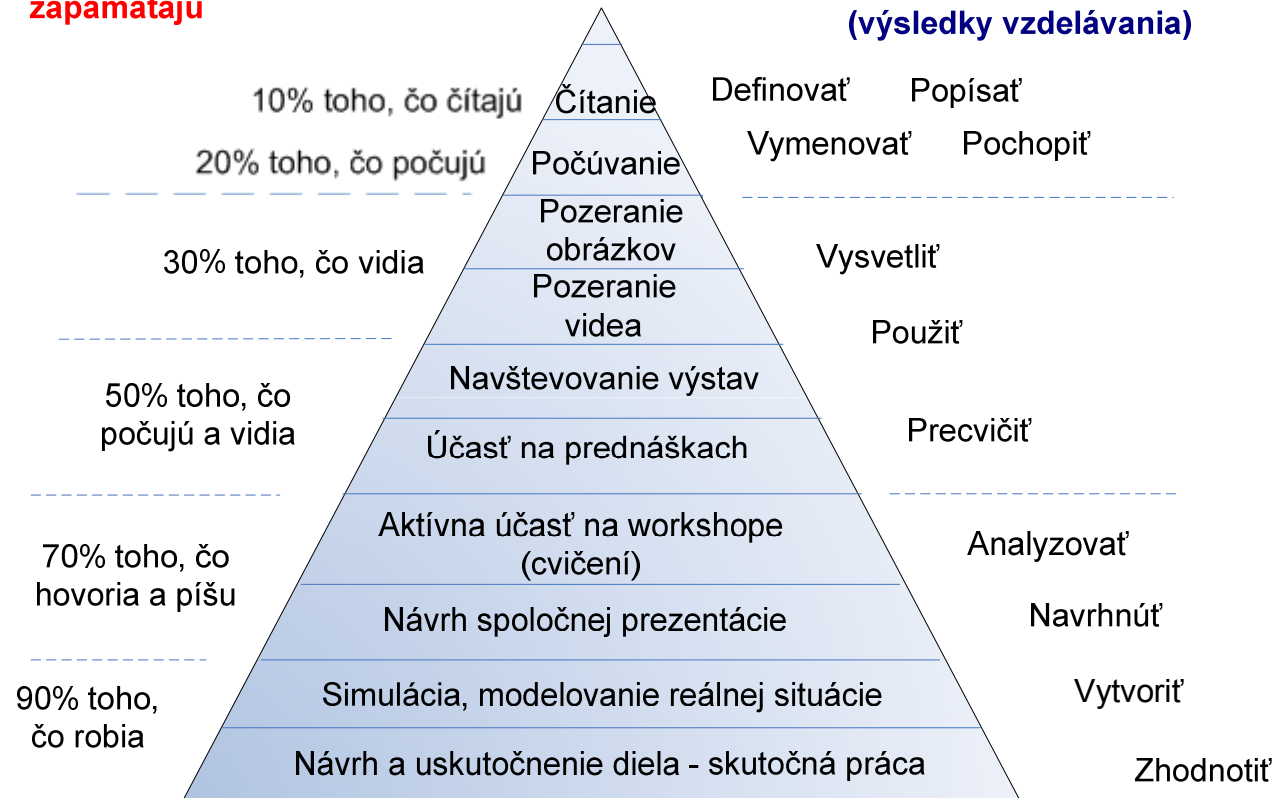 zapamätajú
(výsledky vzdelávania)
10% toho, čo čítajú
Čítanie
Definovať
Popísať
20% toho, čo počujú
Počúvanie
Vymenovať
Pochopiť
30% toho, čo vidia
Pozeranie
obrázkov
Vysvetliť
Pozeranie
videa
Použiť
50% toho, čo
počujú a vidia
Navštevovanie výstav
Účasť na prednáškach
Precvičiť
70% toho, čo
hovoria a píšu
Aktívna účasť na workshope
(cvičení)
Analyzovať
Návrh spoločnej prezentácie
Navrhnúť
90% toho,
čo robia
Simulácia, modelovanie reálnej situácie
Vytvoriť
Návrh a uskutočnenie diela - skutočná práca
Zhodnotiť